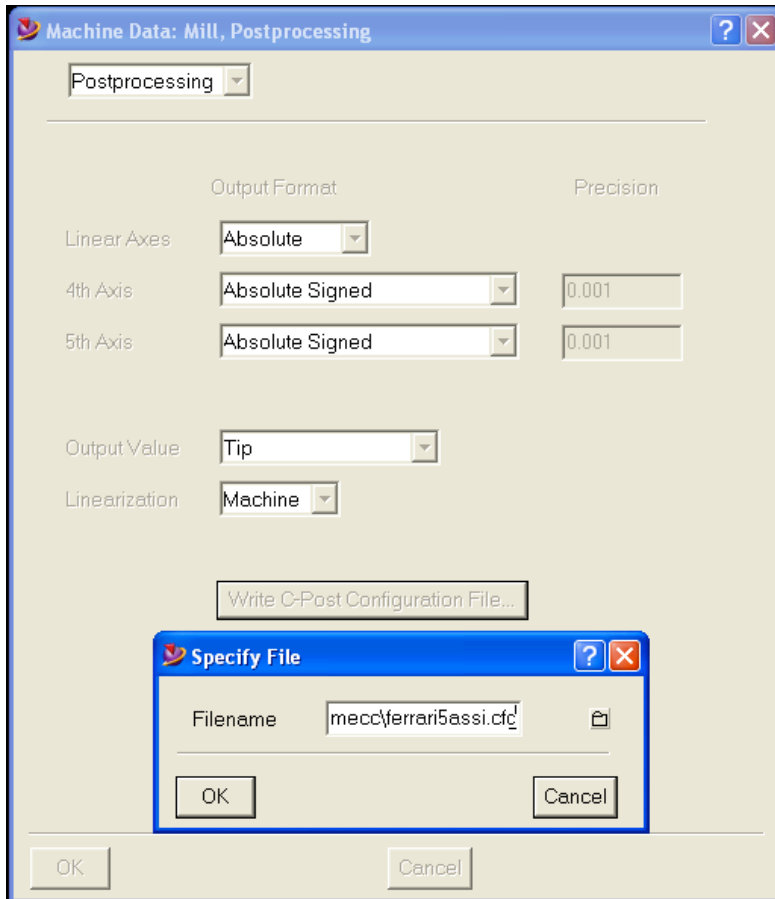 Machine Data: Mill, Postprocessing
Postprocessing
Output Format Precision
Linear Axes Absolute
4th Axis Absolute Signed 0.001
5th Axis Absolute Signed 0.001
Output Value Tip
Linearization Machine
Write C-Post Configuration File...
Specify File
Filename mecc\ferrari5assi.cfc
OK Cancel
OK Cancel